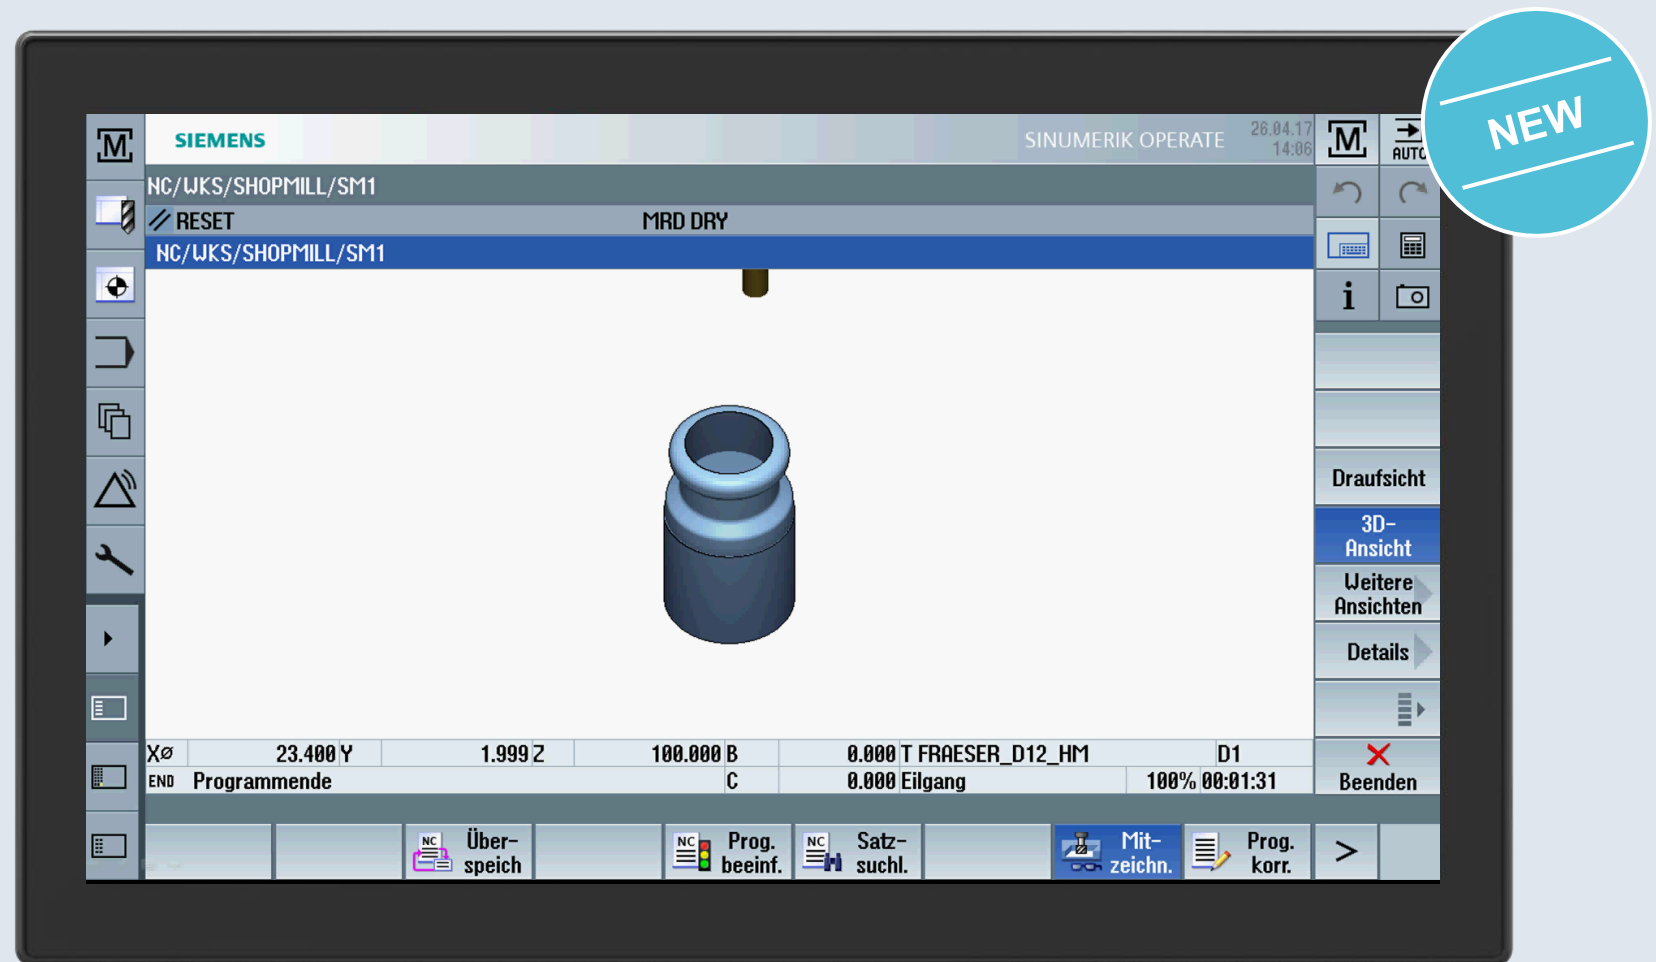 NEW
SIEMENS
SINUMERIK OPERATE
26.04.17
14:06
M
AUTO
NC/WKS/SHOPMILL/SM1
RESET
MRD DRY
NC/WKS/SHOPMILL/SM1
i
Draufsicht
3D-
Ansicht
Weitere
Ansichten
Details
XØ 23.400 Y 1.999 Z 100.000 B 0.000 T FRAESER_D12_HM D1
END Programmende C 0.000 Eilgang 100% 00:01:31
Beenden
NC Über-
speich
NC Prog.
beeinf.
NC Satz-
suchl.
Mit-
zeichn.
Prog.
korr.
>